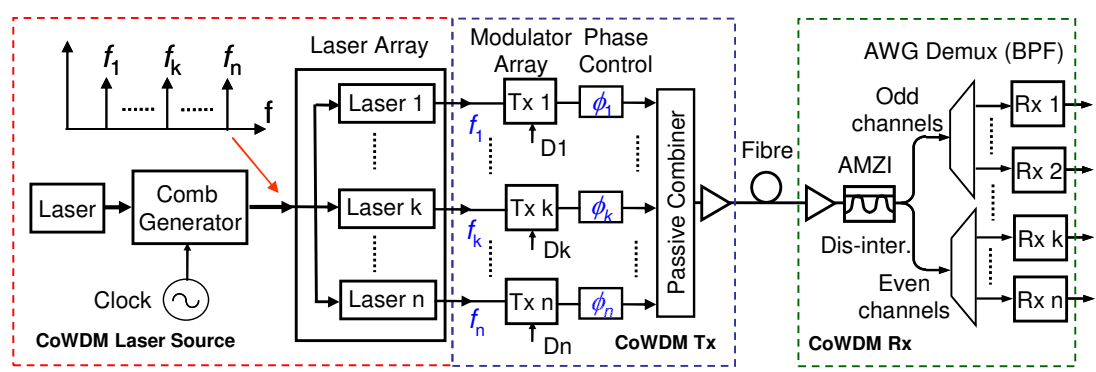 f1
fk
fn
f
Laser
Comb
Generator
Clock
CoWDM Laser Source
Laser Array
Laser 1
Laser k
Laser n
f1
fk
fn
Modulator
Array
Phase
Control
Tx 1
ϕ1
D1
Tx k
ϕk
Dk
Tx n
ϕn
Dn
Passive Combiner
CoWDM Tx
Fibre
AWG Demux (BPF)
Odd
channels
AMZI
Dis-inter.
Even
channels
Rx 1
Rx 2
Rx k
Rx n
CoWDM Rx